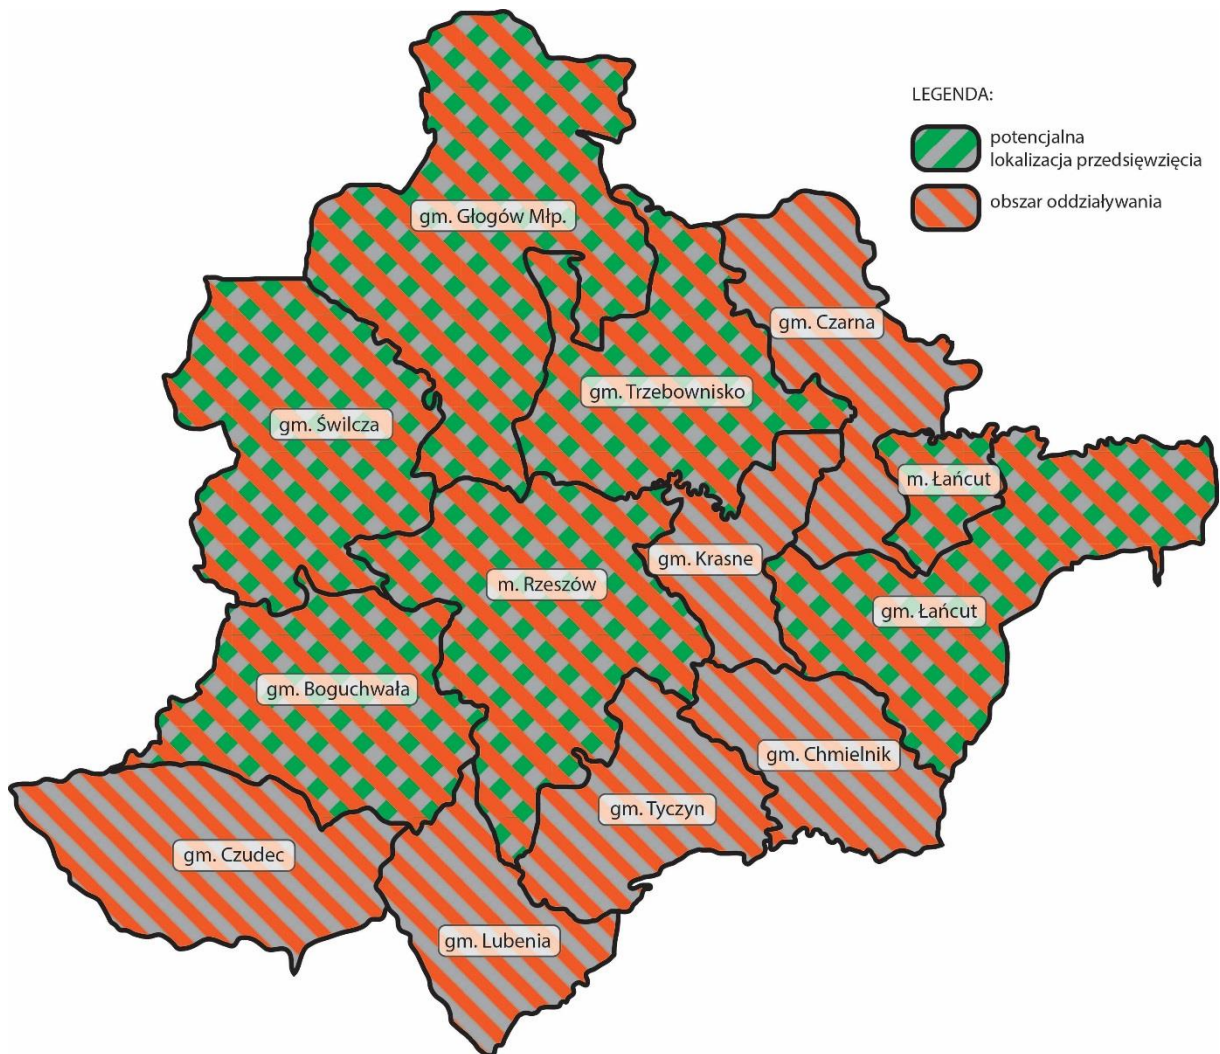 LEGENDA:
potencjalna
lokalizacja przedsięwzięcia
obszar oddziaływania
gm. Głogów Młp.
gm. Czarna
gm. Trzebownisko
gm. Świlcza
m. Łańcut
gm. Krasne
m. Rzeszów
gm. Łańcut
gm. Boguchwała
gm. Chmielnik
gm. Tyczyn
gm. Czudec
gm. Lubenia